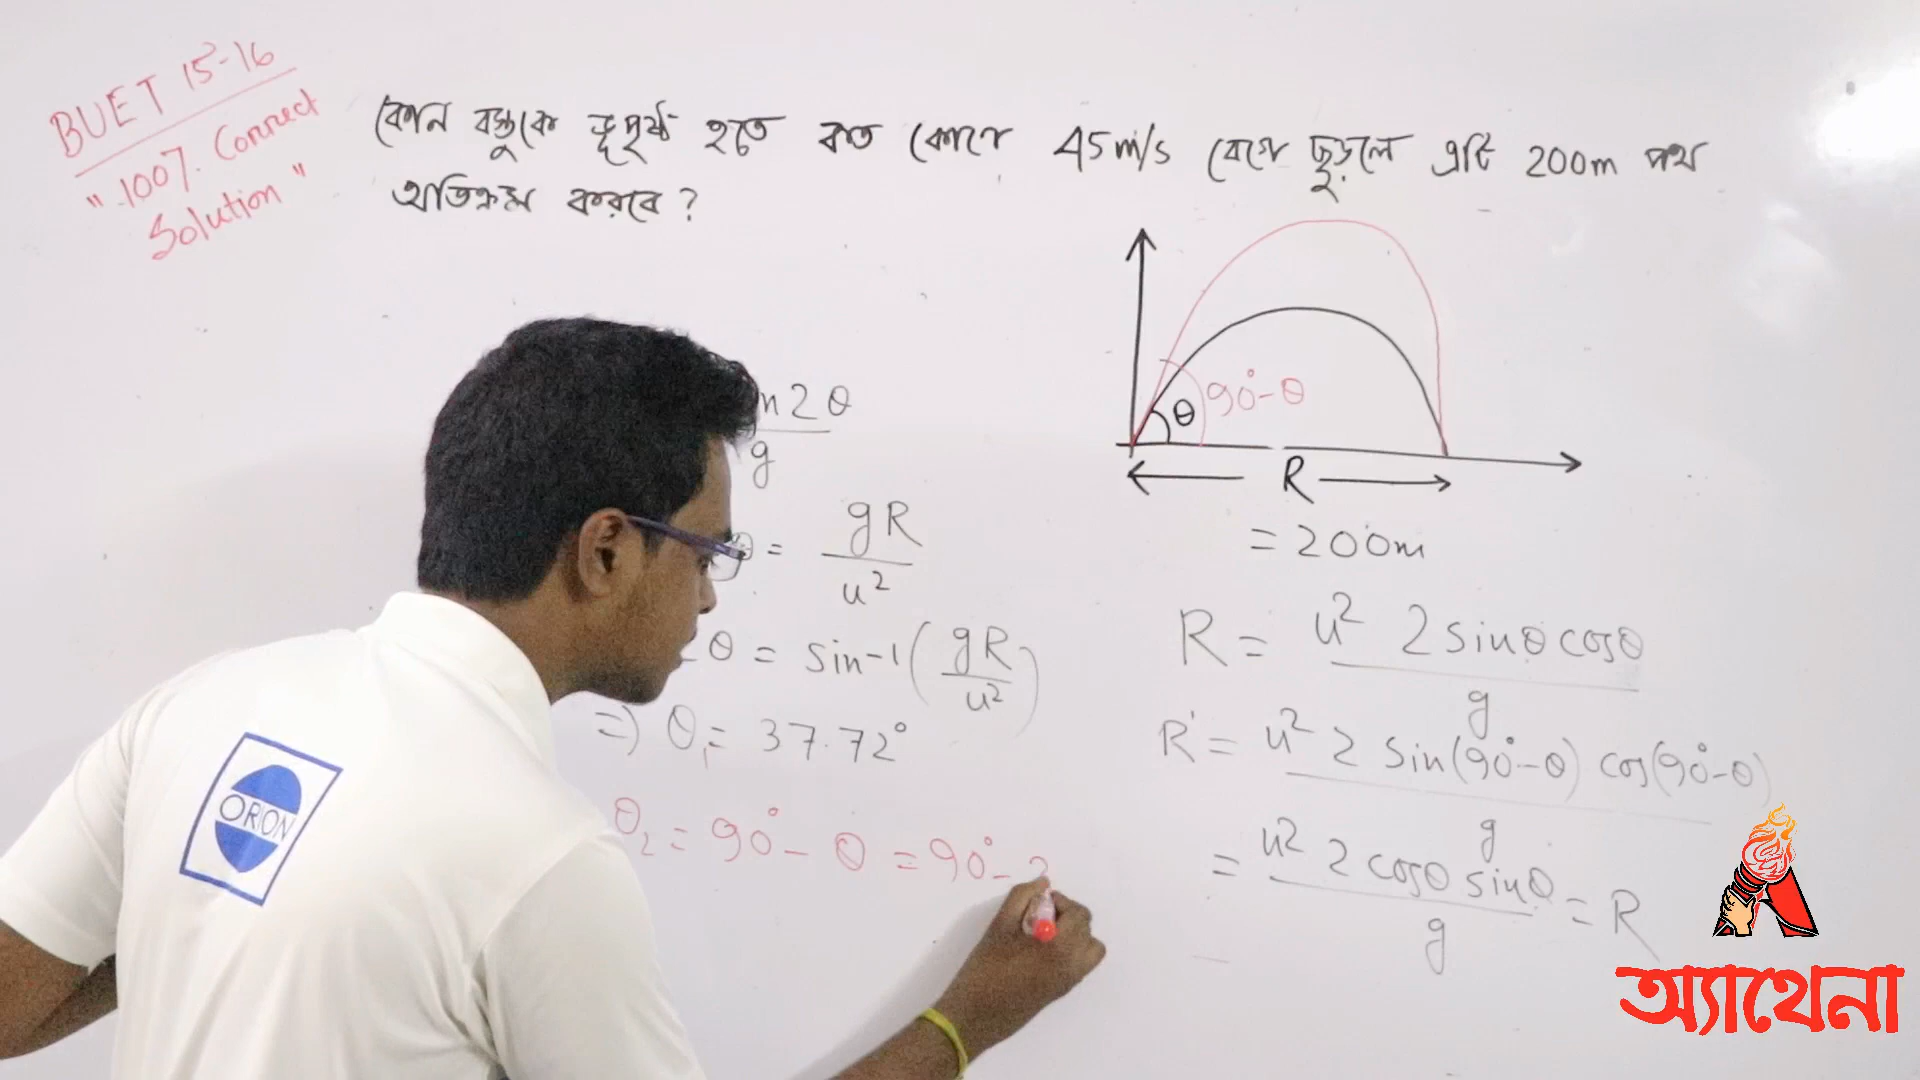 BUET 15-16
"100% Correct
Solution"
কোন বস্তুকে ভূপৃষ্ঠ হতে কত কোণে 45m/s বেগে ছুড়লে এটি 200m পথ
অতিক্রম করবে?
90° - θ
θ
R
= 200m
n2θ
g
θ = gR
u²
2θ = sin-1(gR
u²)
=) θ₁ = 37.72°
θ₂ = 90° - θ = 90° - 3
R = u² 2sinθ cosθ
g
R' = u² 2 sin(90°-θ) cos(90°-θ)
g
= u² 2 cosθ sinθ = R
g
ORION
অ্যাথেনা